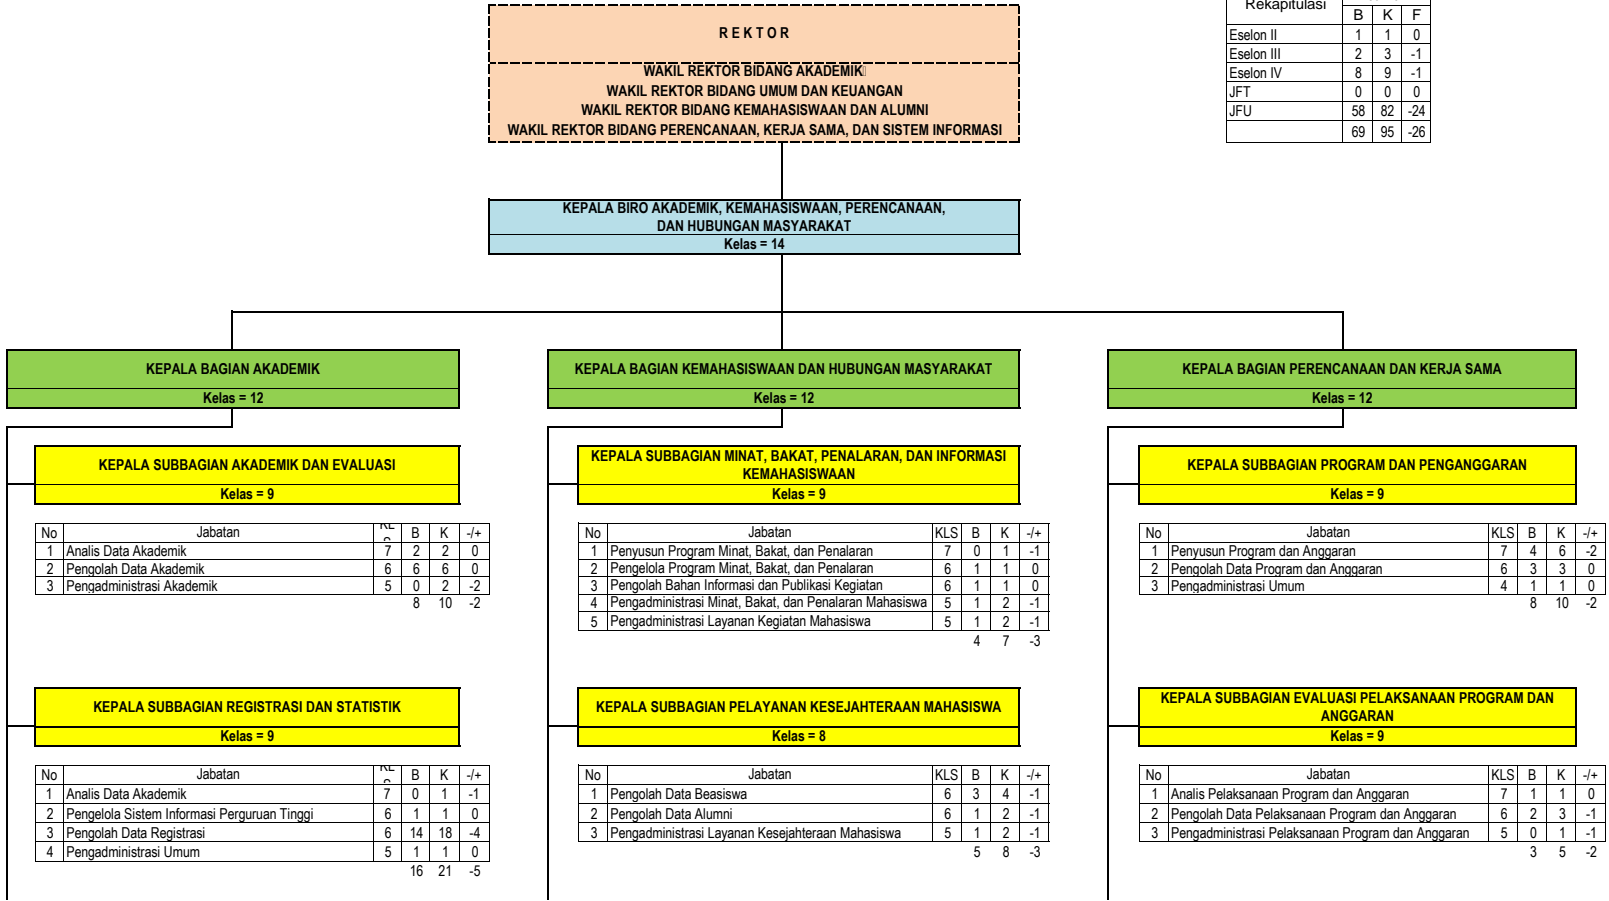 R E K T O R
WAKIL REKTOR BIDANG AKADEMIK
WAKIL REKTOR BIDANG UMUM DAN KEUANGAN
WAKIL REKTOR BIDANG KEMAHASISWAAN DAN ALUMNI
WAKIL REKTOR BIDANG PERENCANAAN, KERJA SAMA, DAN SISTEM INFORMASI
Rekapitulasi
B K F
Eselon II 1 1 0
Eselon III 2 3 -1
Eselon IV 8 9 -1
JFT 0 0 0
JFU 58 82 -24
69 95 -26
KEPALA BIRO AKADEMIK, KEMAHASISWAAN, PERENCANAAN,
DAN HUBUNGAN MASYARAKAT
Kelas = 14
KEPALA BAGIAN AKADEMIK
Kelas = 12
KEPALA SUBBAGIAN AKADEMIK DAN EVALUASI
Kelas = 9
No Jabatan B K -/+
1 Analis Data Akademik 7 2 2 0
2 Pengolah Data Akademik 6 6 6 0
3 Pengadministrasi Akademik 5 0 2 -2
8 10 -2
KEPALA SUBBAGIAN REGISTRASI DAN STATISTIK
Kelas = 9
No Jabatan B K -/+
1 Analis Data Akademik 7 0 1 -1
2 Pengelola Sistem Informasi Perguruan Tinggi 6 1 1 0
3 Pengolah Data Registrasi 6 14 18 -4
4 Pengadministrasi Umum 5 1 1 0
16 21 -5
KEPALA BAGIAN KEMAHASISWAAN DAN HUBUNGAN MASYARAKAT
Kelas = 12
KEPALA SUBBAGIAN MINAT, BAKAT, PENALARAN, DAN INFORMASI
KEMAHASISWAAN
Kelas = 9
No Jabatan KLS B K -/+
1 Penyusun Program Minat, Bakat, dan Penalaran 7 0 1 -1
2 Pengelola Program Minat, Bakat, dan Penalaran 6 1 1 0
3 Pengolah Bahan Informasi dan Publikasi Kegiatan 6 1 1 0
4 Pengadministrasi Minat, Bakat, dan Penalaran Mahasiswa 5 1 2 -1
5 Pengadministrasi Layanan Kegiatan Mahasiswa 5 1 2 -1
4 7 -3
KEPALA SUBBAGIAN PELAYANAN KESEJAHTERAAN MAHASISWA
Kelas = 8
No Jabatan KLS B K -/+
1 Pengolah Data Beasiswa 6 3 4 -1
2 Pengolah Data Alumni 6 1 2 -1
3 Pengadministrasi Layanan Kesejahteraan Mahasiswa 5 1 2 -1
5 8 -3
KEPALA BAGIAN PERENCANAAN DAN KERJA SAMA
Kelas = 12
KEPALA SUBBAGIAN PROGRAM DAN PENGANGGARAN
Kelas = 9
No Jabatan KLS B K -/+
1 Penyusun Program dan Anggaran 7 4 6 -2
2 Pengolah Data Program dan Anggaran 6 3 3 0
3 Pengadministrasi Umum 4 1 1 0
8 10 -2
KEPALA SUBBAGIAN EVALUASI PELAKSANAAN PROGRAM DAN
ANGGARAN
Kelas = 9
No Jabatan KLS B K -/+
1 Analis Pelaksanaan Program dan Anggaran 7 1 1 0
2 Pengolah Data Pelaksanaan Program dan Anggaran 6 2 3 -1
3 Pengadministrasi Pelaksanaan Program dan Anggaran 5 0 1 -1
3 5 -2